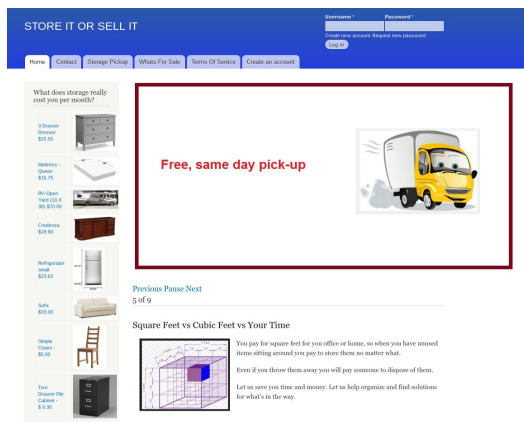 STORE IT OR SELL IT
Username *
Password *
Create new account Request new password
Log in
Home
Contact
Storage Pickup
Whats For Sale
Terms Of Service
Create an account
What does storage really
cost you per month?
3 Drawer
Dresser
$15.50
Mattress -
Queen
$15.75
RV-Open
Yard (10 X
30) $70.00
Credenza
$18.90
Refrigerator
small
$23.63
Sofa
$33.00
Simple
Chairs -
$5.00
Two
Drawer File
Cabinet -
$ 6.30
Free, same day pick-up
Previous Pause Next
5 of 9
Square Feet vs Cubic Feet vs Your Time
You pay for square feet for you office or home, so when you have unused
items sitting around you pay to store them no matter what.
Even if you throw them away you will pay someone to dispose of them.
Let us save you time and money. Let us help organize and find solutions
for what's in the way.